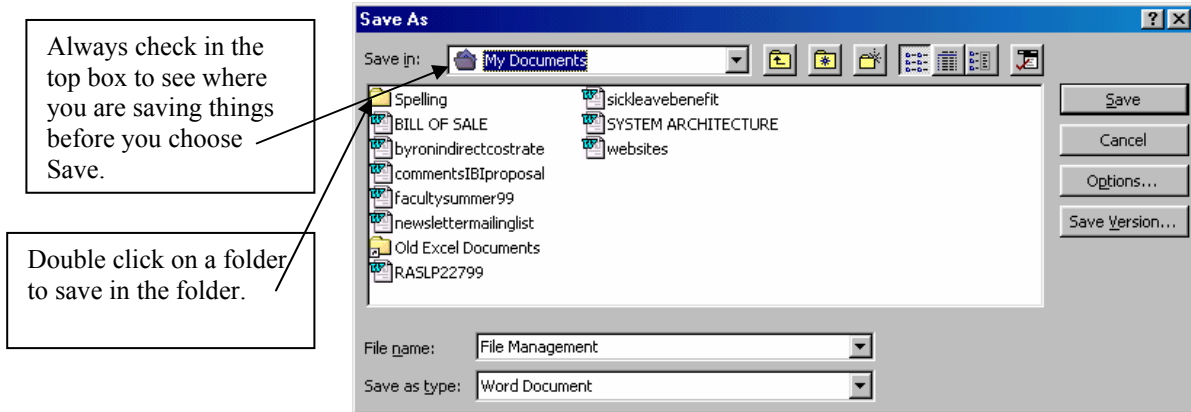 Always check in the
top box to see where
you are saving things
before you choose
Save.
Double click on a folder
to save in the folder.
Save As
Save in: My Documents
Spelling
BILL OF SALE
byronindirectcostrate
commentsIBIproposal
facultysummer99
newslettermailinglist
Old Excel Documents
RASLP22799
sickleavebenefit
SYSTEM ARCHITECTURE
websites
Save
Cancel
Options...
Save Version...
File name: File Management
Save as type: Word Document